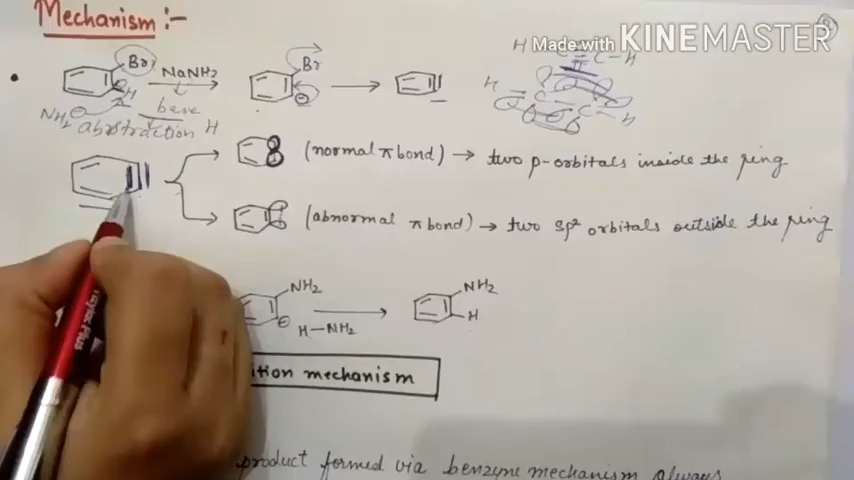 Mechanism :-
Made with KINEMASTER
Br
NaNH2
H
NH2⊖
base
abstraction H
Br
⊖
H
C
C - H
H
C
C
H
(normal π bond) → two p-orbitals inside the ring
(abnormal π bond) → two sp² orbitals outside the ring
NH2
⊖
H-NH2
NH2
H
ition mechanism
product formed via benzyne mechanism always